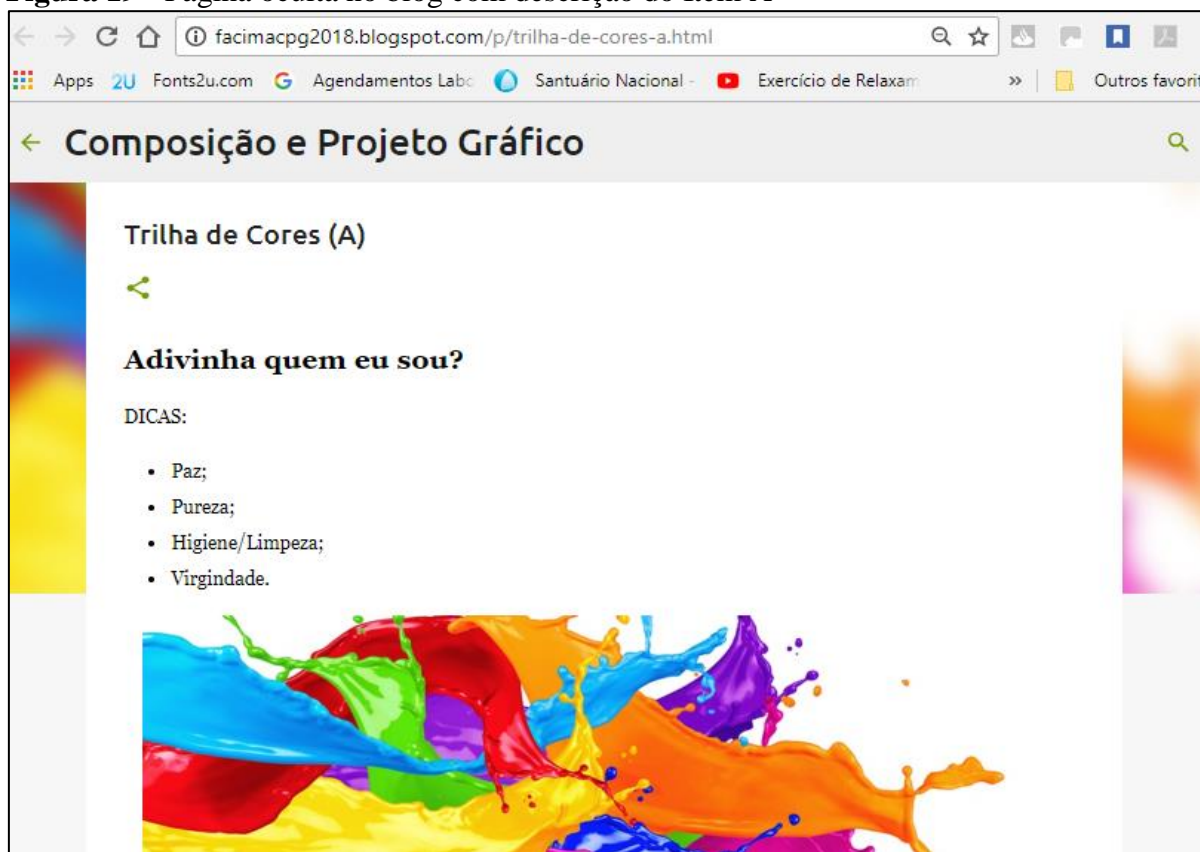 facimacpg2018.blogspot.com/p/trilha-de-cores-a.html
Apps 2U Fonts2u.com G Agendamentos Labo Santuário Nacional - Exercício de Relaxam » Outros favorit
Composição e Projeto Gráfico
Trilha de Cores (A)
Adivinha quem eu sou?
DICAS:
• Paz;
• Pureza;
• Higiene/Limpeza;
• Virgindade.